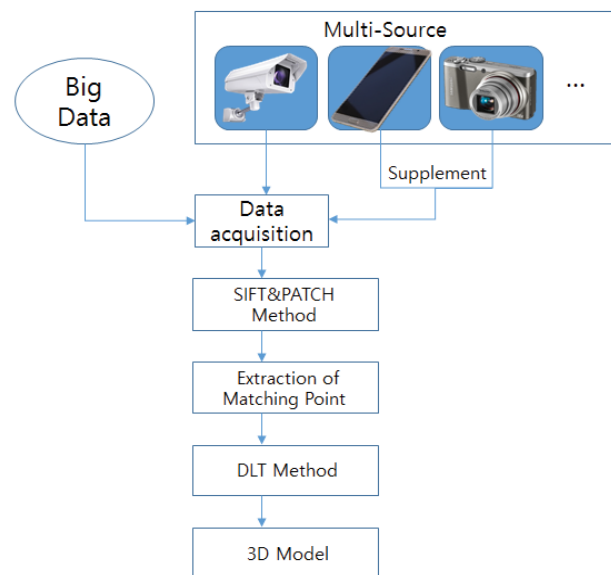 Multi-Source
Big
Data
...
Supplement
Data
acquisition
SIFT&PATCH
Method
Extraction of
Matching Point
DLT Method
3D Model